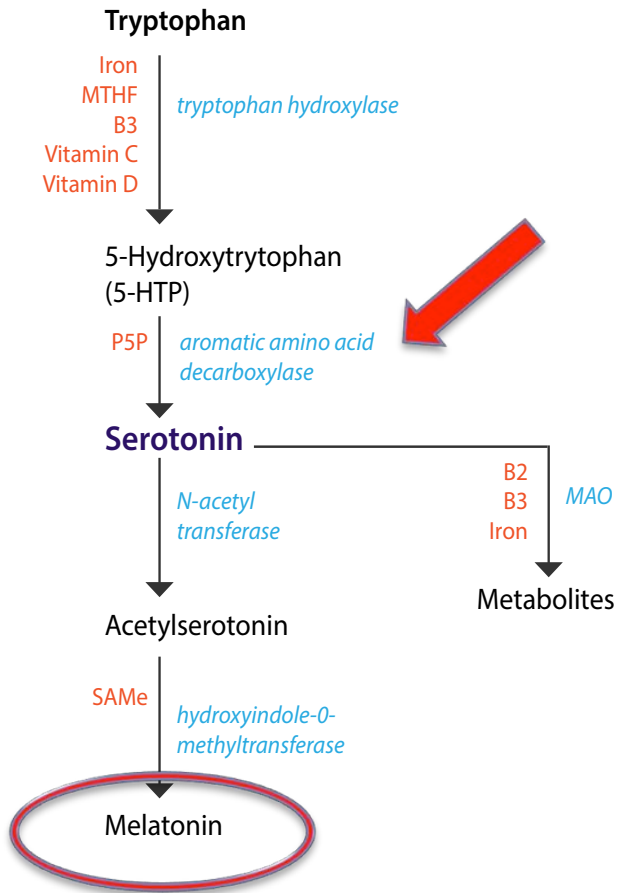 Tryptophan
Iron
MTHF
B3
Vitamin C
Vitamin D
tryptophan hydroxylase
5-Hydroxytrytophan
(5-HTP)
P5P
aromatic amino acid
decarboxylase
Serotonin
N-acetyl
transferase
B2
B3
Iron
MAO
Metabolites
Acetylserotonin
SAMe
hydroxyindole-0-
methyltransferase
Melatonin